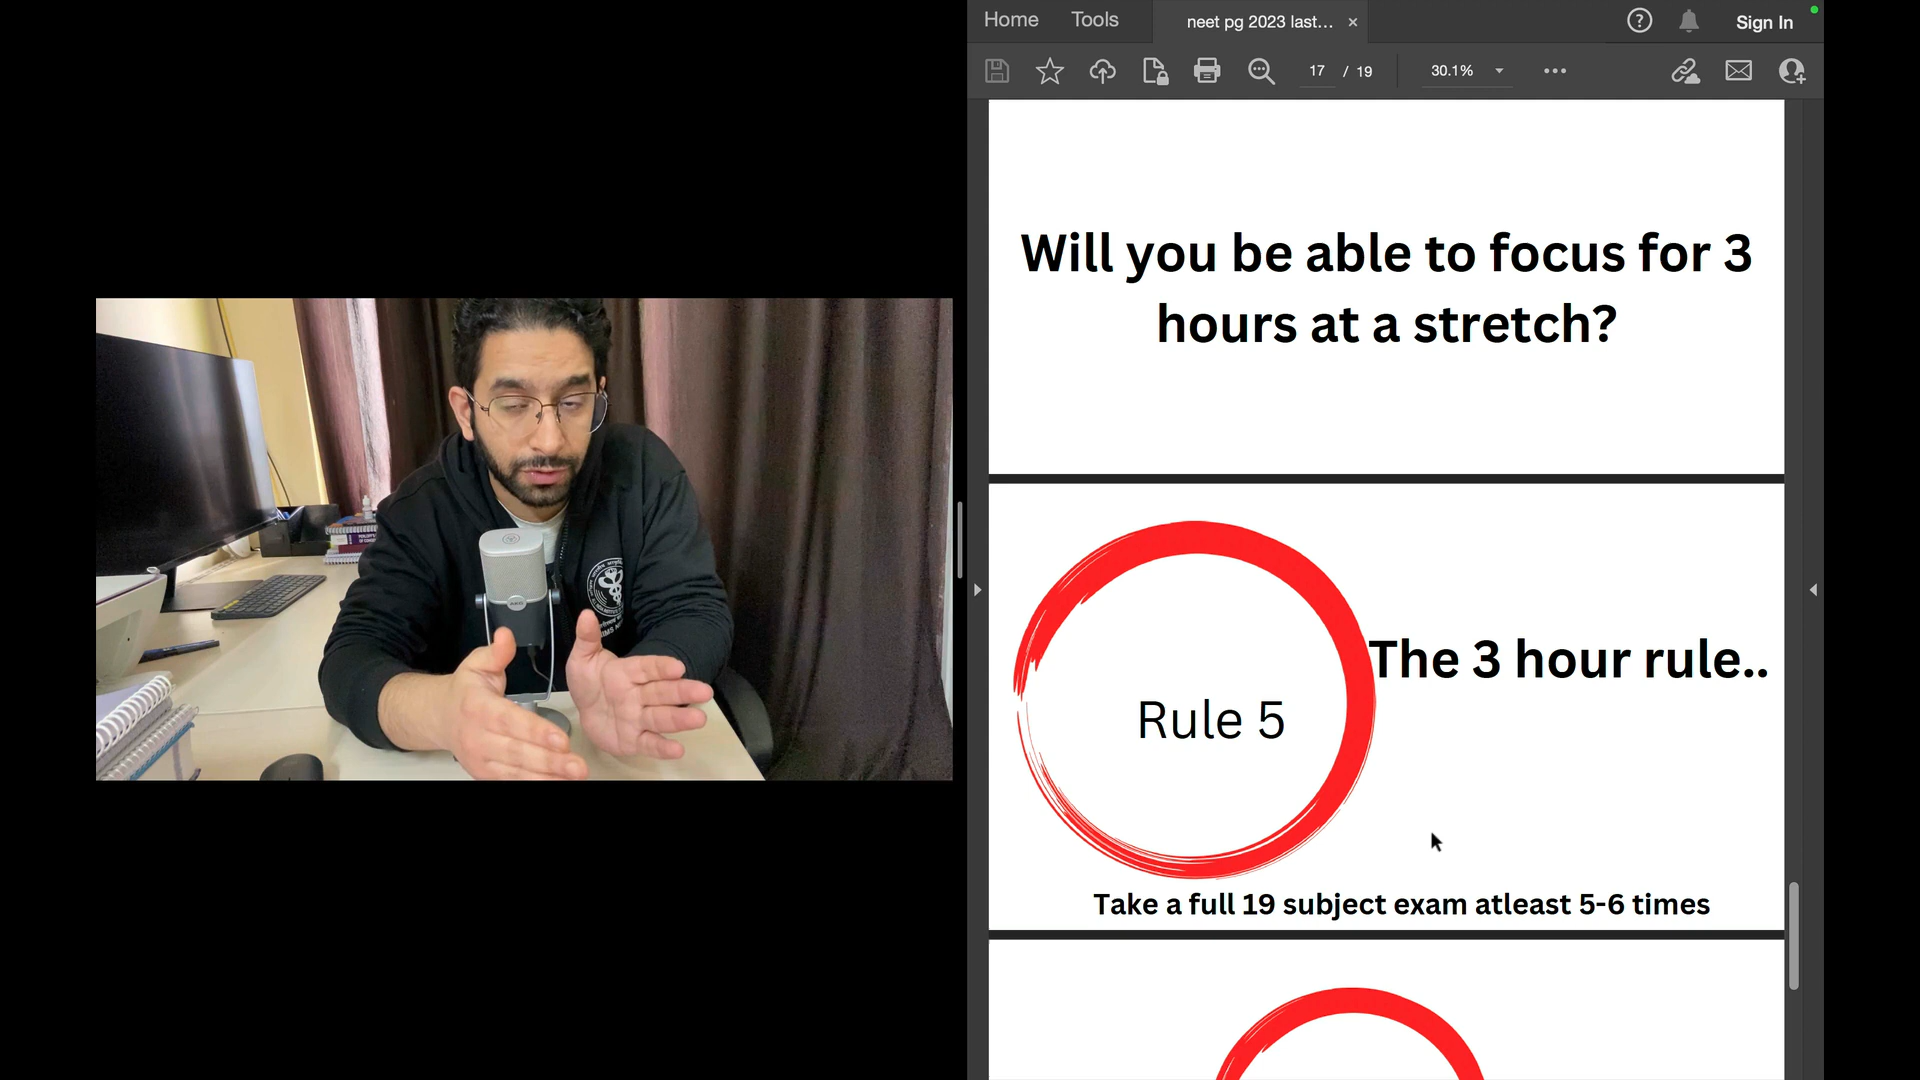 Home Tools neet pg 2023 last... × Sign In
17 / 19 30.1%
Will you be able to focus for 3
hours at a stretch?
The 3 hour rule..
Rule 5
Take a full 19 subject exam atleast 5-6 times
AKG